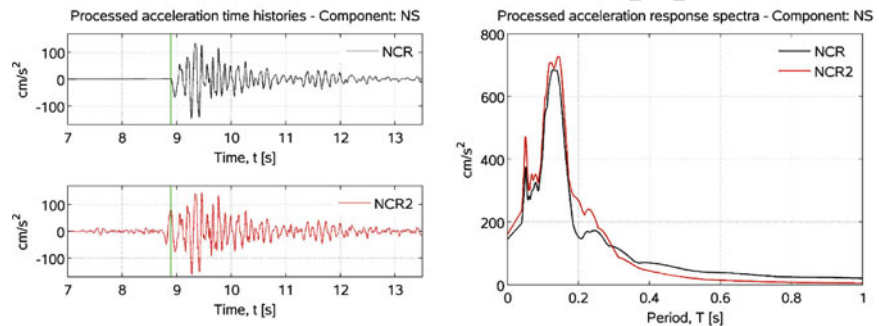 Processed acceleration time histories - Component: NS
100
0
-100
cm/s²
NCR
7 8 9 10 11 12 13
Time, t [s]
100
0
-100
cm/s²
NCR2
7 8 9 10 11 12 13
Time, t [s]
Processed acceleration response spectra - Component: NS
800
600
400
200
0
cm/s²
NCR
NCR2
0 0.2 0.4 0.6 0.8 1
Period, T [s]